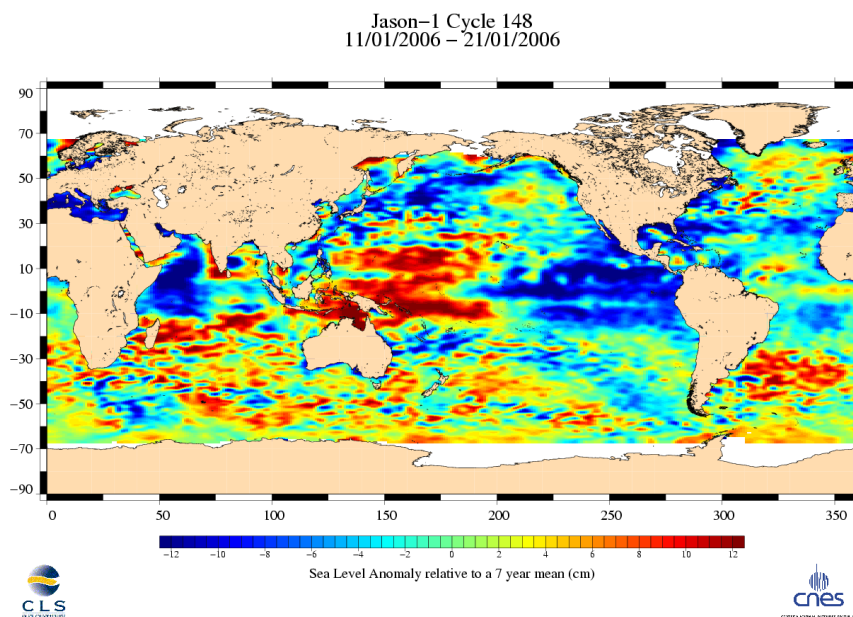 Jason−1 Cycle 148
11/01/2006 − 21/01/2006
90
70
50
30
10
−10
−30
−50
−70
−90
0 50 100 150 200 250 300 350
−12 −10 −8 −6 −4 −2 0 2 4 6 8 10 12
Sea Level Anomaly relative to a 7 year mean (cm)
CLS
cnes